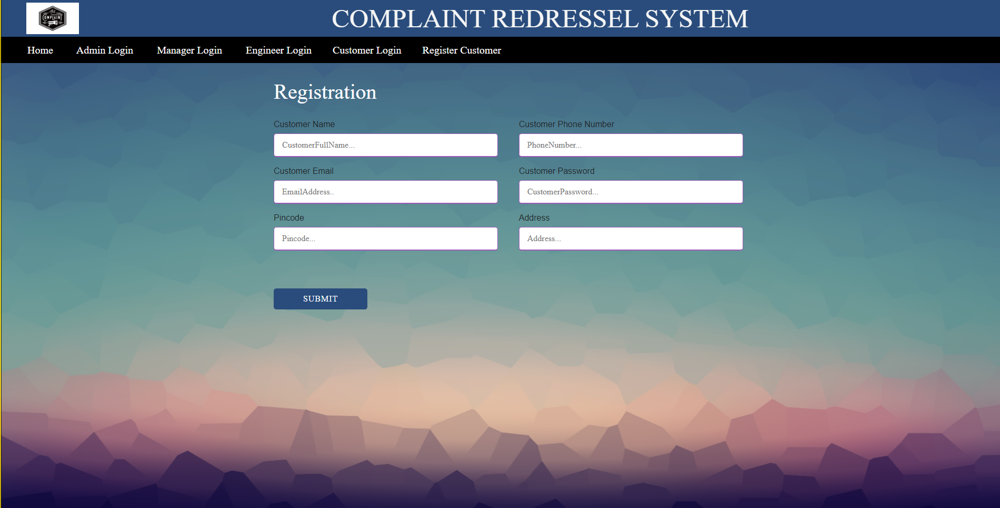 THE
COMPLAINT
COMPLAINT REDRESSEL SYSTEM
Home Admin Login Manager Login Engineer Login Customer Login Register Customer
Registration
Customer Name Customer Phone Number
CustomerFullName... PhoneNumber...
Customer Email Customer Password
EmailAddress.. CustomerPassword...
Pincode Address
Pincode... Address...
SUBMIT